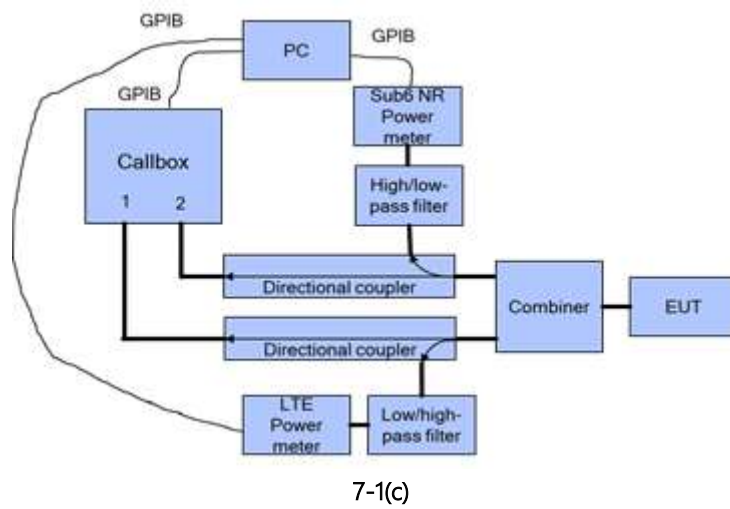 GPIB
PC
GPIB
GPIB
Sub6 NR
Power
meter
Callbox
1 2
High/low-
pass filter
Directional coupler
Combiner
EUT
Directional coupler
LTE
Power
meter
Low/high-
pass filter
7-1(c)